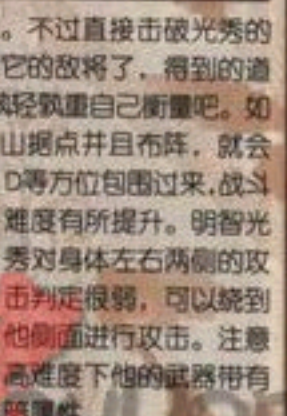 。不过直接击破光秀的
它的敌将了，得到的道
孰轻孰重自己衡量吧。如
山据点并且布阵，就会
D等方位包围过来，战斗
难度有所提升。明智光
秀对身体左右两侧的攻
击判定很弱，可以绕到
他侧面进行攻击。注意
高难度下他的武器带有